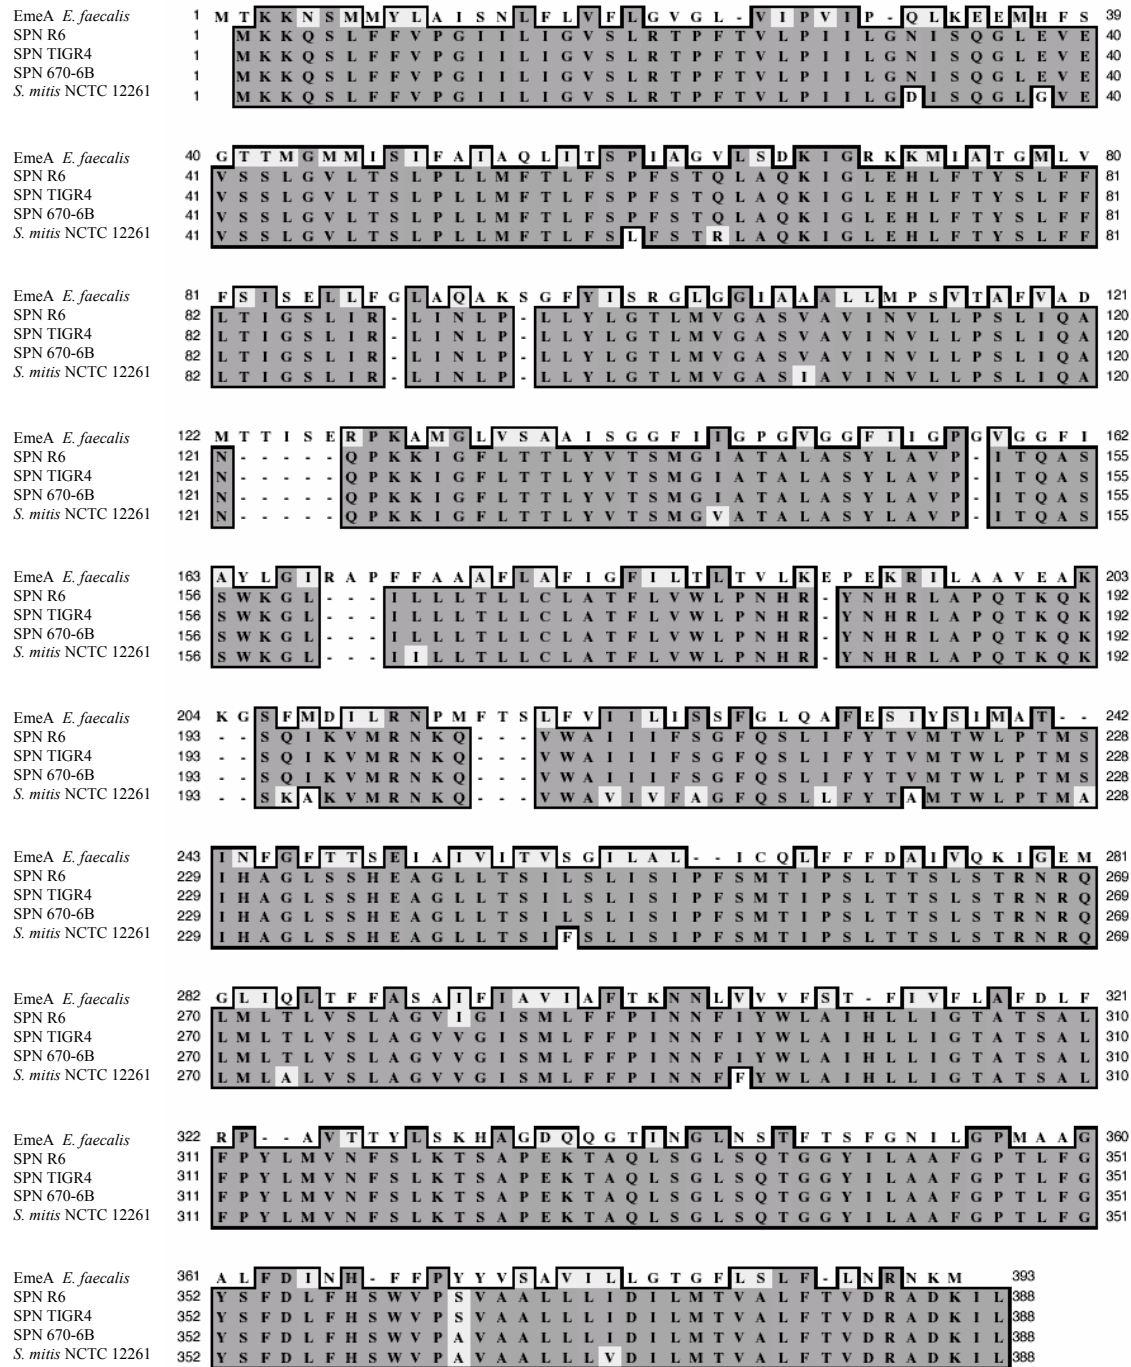 EmeA E. faecalis 1 M T K K N S M M Y L A I S N L F L V F L G V G L - V I P V I P - Q L K E E M H F S 39
SPN R6 1 M K K Q S L F F V P G I I L I G V S L R T P F T V L P I I L G N I S Q G L E V E 40
SPN TIGR4 1 M K K Q S L F F V P G I I L I G V S L R T P F T V L P I I L G N I S Q G L E V E 40
SPN 670-6B 1 M K K Q S L F F V P G I I L I G V S L R T P F T V L P I I L G N I S Q G L E V E 40
S. mitis NCTC 12261 1 M K K Q S L F F V P G I I L I G V S L R T P F T V L P I I L G D I S Q G L G V E 40
EmeA E. faecalis 40 G T T M G M M I S I F A I A Q L I T S P I A G V L S D K I G R K K M I A T G M L V 80
SPN R6 41 V S S L G V L T S L P L L M F T L F S P F S T Q L A Q K I G L E H L F T Y S L F F 81
SPN TIGR4 41 V S S L G V L T S L P L L M F T L F S P F S T Q L A Q K I G L E H L F T Y S L F F 81
SPN 670-6B 41 V S S L G V L T S L P L L M F T L F S P F S T Q L A Q K I G L E H L F T Y S L F F 81
S. mitis NCTC 12261 41 V S S L G V L T S L P L L M F T L F S L F S T R L A Q K I G L E H L F T Y S L F F 81
EmeA E. faecalis 81 F S I S E L L F G L A Q A K S G F Y I S R G L G G I A A A L L M P S V T A F V A D 121
SPN R6 82 L T I G S L I R - L I N L P - L L Y L G T L M V G A S V A V I N V L L P S L I Q A 120
SPN TIGR4 82 L T I G S L I R - L I N L P - L L Y L G T L M V G A S V A V I N V L L P S L I Q A 120
SPN 670-6B 82 L T I G S L I R - L I N L P - L L Y L G T L M V G A S V A V I N V L L P S L I Q A 120
S. mitis NCTC 12261 82 L T I G S L I R - L I N L P - L L Y L G T L M V G A S I A V I N V L L P S L I Q A 120
EmeA E. faecalis 122 M T T I S E R P K A M G L V S A A I S G G F I I G P G V G G F I I G P G V G G F I 162
SPN R6 121 N - - - - - Q P K K I G F L T T L Y V T S M G I A T A L A S Y L A V P - I T Q A S 155
SPN TIGR4 121 N - - - - - Q P K K I G F L T T L Y V T S M G I A T A L A S Y L A V P - I T Q A S 155
SPN 670-6B 121 N - - - - - Q P K K I G F L T T L Y V T S M G I A T A L A S Y L A V P - I T Q A S 155
S. mitis NCTC 12261 121 N - - - - - Q P K K I G F L T T L Y V T S M G V A T A L A S Y L A V P - I T Q A S 155
EmeA E. faecalis 163 A Y L G I R A P F F A A A F L A F I G F I L T L T V L K E P E K R I L A A V E A K 203
SPN R6 156 S W K G L - - - I L L L T L L C L A T F L V W L P N H R - Y N H R L A P Q T K Q K 192
SPN TIGR4 156 S W K G L - - - I L L L T L L C L A T F L V W L P N H R - Y N H R L A P Q T K Q K 192
SPN 670-6B 156 S W K G L - - - I L L L T L L C L A T F L V W L P N H R - Y N H R L A P Q T K Q K 192
S. mitis NCTC 12261 156 S W K G L - - - I I L L T L L C L A T F L V W L P N H R - Y N H R L A P Q T K Q K 192
EmeA E. faecalis 204 K G S F M D I L R N P M F T S L F V I I L I S S F G L Q A F E S I Y S I M A T - - 242
SPN R6 193 - - S Q I K V M R N K Q - - - V W A I I I F S G F Q S L I F Y T V M T W L P T M S 228
SPN TIGR4 193 - - S Q I K V M R N K Q - - - V W A I I I F S G F Q S L I F Y T V M T W L P T M S 228
SPN 670-6B 193 - - S Q I K V M R N K Q - - - V W A I I I F S G F Q S L I F Y T V M T W L P T M S 228
S. mitis NCTC 12261 193 - - S K A K V M R N K Q - - - V W A V I V F A G F Q S L L F Y T A M T W L P T M A 228
EmeA E. faecalis 243 I N F G F T T S E I A I V I T V S G I L A L - - I C Q L F F F D A I V Q K I G E M 281
SPN R6 229 I H A G L S S H E A G L L T S I L S L I S I P F S M T I P S L T T S L S T R N R Q 269
SPN TIGR4 229 I H A G L S S H E A G L L T S I L S L I S I P F S M T I P S L T T S L S T R N R Q 269
SPN 670-6B 229 I H A G L S S H E A G L L T S I L S L I S I P F S M T I P S L T T S L S T R N R Q 269
S. mitis NCTC 12261 229 I H A G L S S H E A G L L T S I F S L I S I P F S M T I P S L T T S L S T R N R Q 269
EmeA E. faecalis 282 G L I Q L T F F A S A I F I A V I A F T K N N L V V V F S T - F I V F L A F D L F 321
SPN R6 270 L M L T L V S L A G V I G I S M L F F P I N N F I Y W L A I H L L I G T A T S A L 310
SPN TIGR4 270 L M L T L V S L A G V V G I S M L F F P I N N F I Y W L A I H L L I G T A T S A L 310
SPN 670-6B 270 L M L T L V S L A G V V G I S M L F F P I N N F I Y W L A I H L L I G T A T S A L 310
S. mitis NCTC 12261 270 L M L A L V S L A G V V G I S M L F F P I N N F F Y W L A I H L L I G T A T S A L 310
EmeA E. faecalis 322 R P - - A V T T Y L S K H A G D Q Q G T I N G L N S T F T S F G N I L G P M A A G 360
SPN R6 311 F P Y L M V N F S L K T S A P E K T A Q L S G L S Q T G G Y I L A A F G P T L F G 351
SPN TIGR4 311 F P Y L M V N F S L K T S A P E K T A Q L S G L S Q T G G Y I L A A F G P T L F G 351
SPN 670-6B 311 F P Y L M V N F S L K T S A P E K T A Q L S G L S Q T G G Y I L A A F G P T L F G 351
S. mitis NCTC 12261 311 F P Y L M V N F S L K T S A P E K T A Q L S G L S Q T G G Y I L A A F G P T L F G 351
EmeA E. faecalis 361 A L F D I N H - F F P Y Y V S A V I L L G T G F L S L F - L N R N K M 393
SPN R6 352 Y S F D L F H S W V P S V A A L L L I D I L M T V A L F T V D R A D K I L 388
SPN TIGR4 352 Y S F D L F H S W V P S V A A L L L I D I L M T V A L F T V D R A D K I L 388
SPN 670-6B 352 Y S F D L F H S W V P A V A A L L L I D I L M T V A L F T V D R A D K I L 388
S. mitis NCTC 12261 352 Y S F D L F H S W V P A V A A L L L V D I L M T V A L F T V D R A D K I L 388